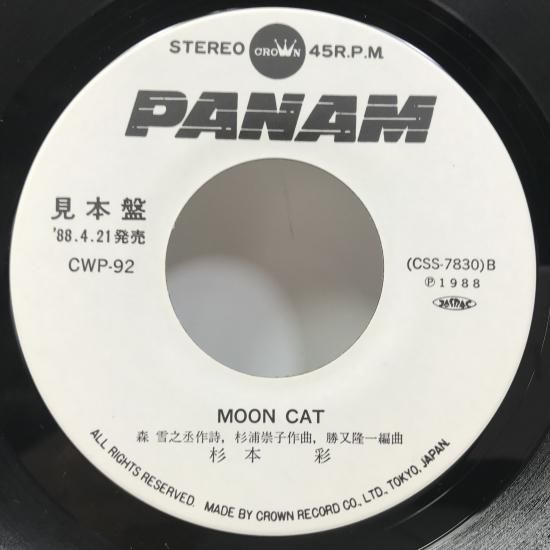 STEREO CROWN 45R.P.M.
PANAM
見本盤
'88.4.21発売
CWP-92
(CSS-7830)B
Ⓟ1988
JASRAC
MOON CAT
森 雪之丞作詩, 杉浦崇子作曲, 勝又隆一編曲
杉本 彩
ALL RIGHTS RESERVED. MADE BY CROWN RECORD CO., LTD., TOKYO, JAPAN.